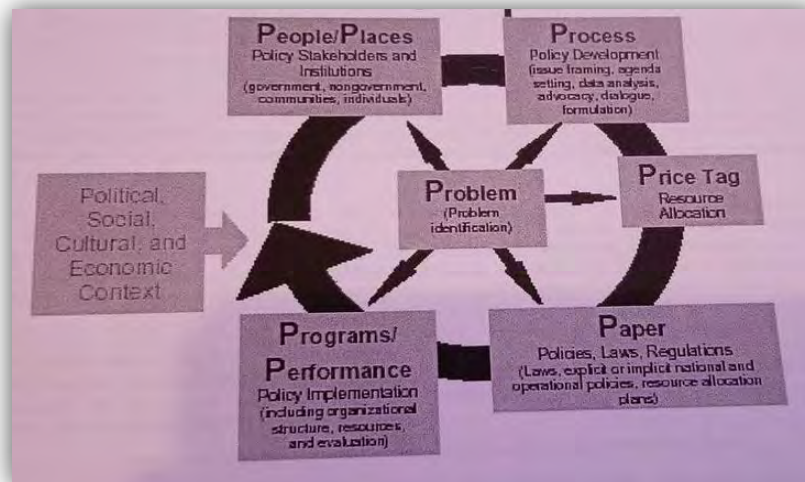 People/Places
Policy Stakeholders and
Institutions
(government, nongovernment,
communities, individuals)
Process
Policy Development
(issue framing, agenda
setting, data analysis,
advocacy, dialogue,
formulation)
Political,
Social,
Cultural, and
Economic
Context
Problem
(Problem
identification)
Price Tag
Resource
Allocation
Programs/
Performance
Policy Implementation
(including organizational
structure, resources,
and evaluation)
Paper
Policies, Laws, Regulations
(Laws, explicit or implicit national and
operational policies, resource allocation
plans)